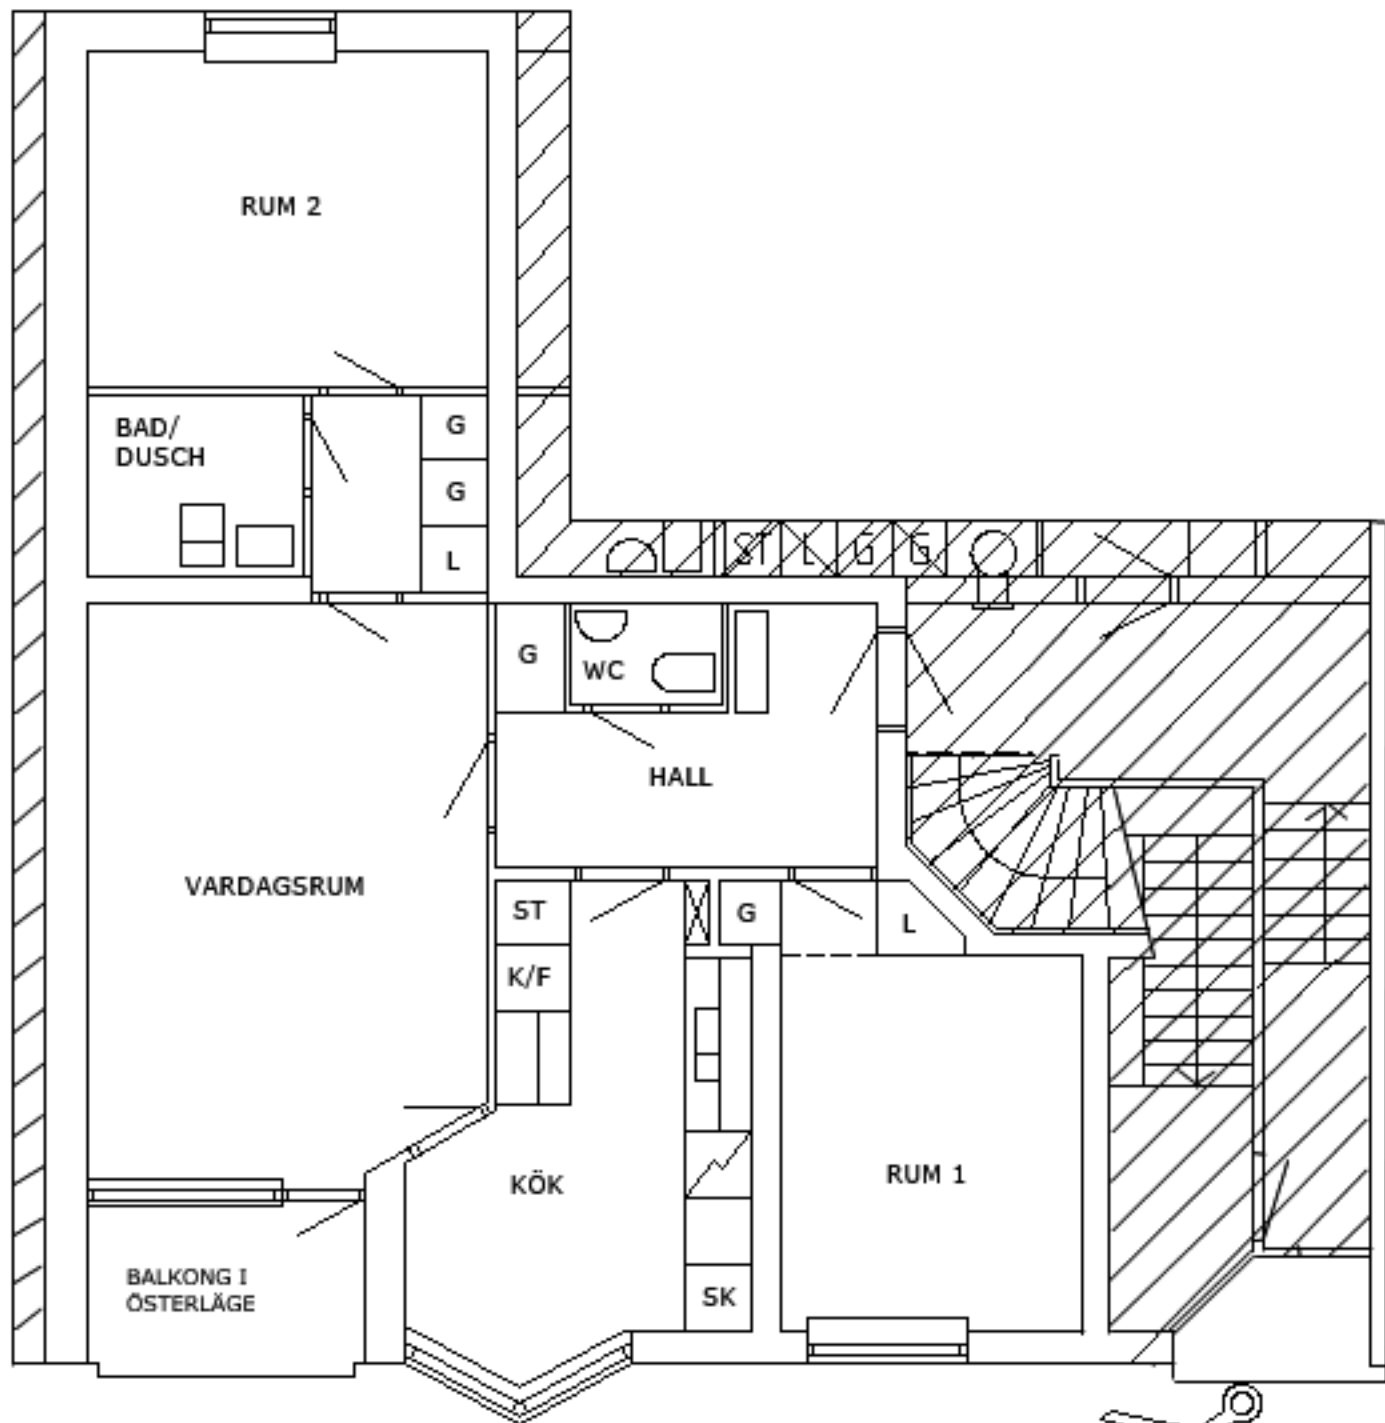 RUM 2
BAD/
DUSCH
G
G
L
ST L G G
G
WC
HALL
VARDAGSRUM
ST
G
L
K/F
KÖK
RUM 1
SK
BALKONG I
ÖSTERLÄGE